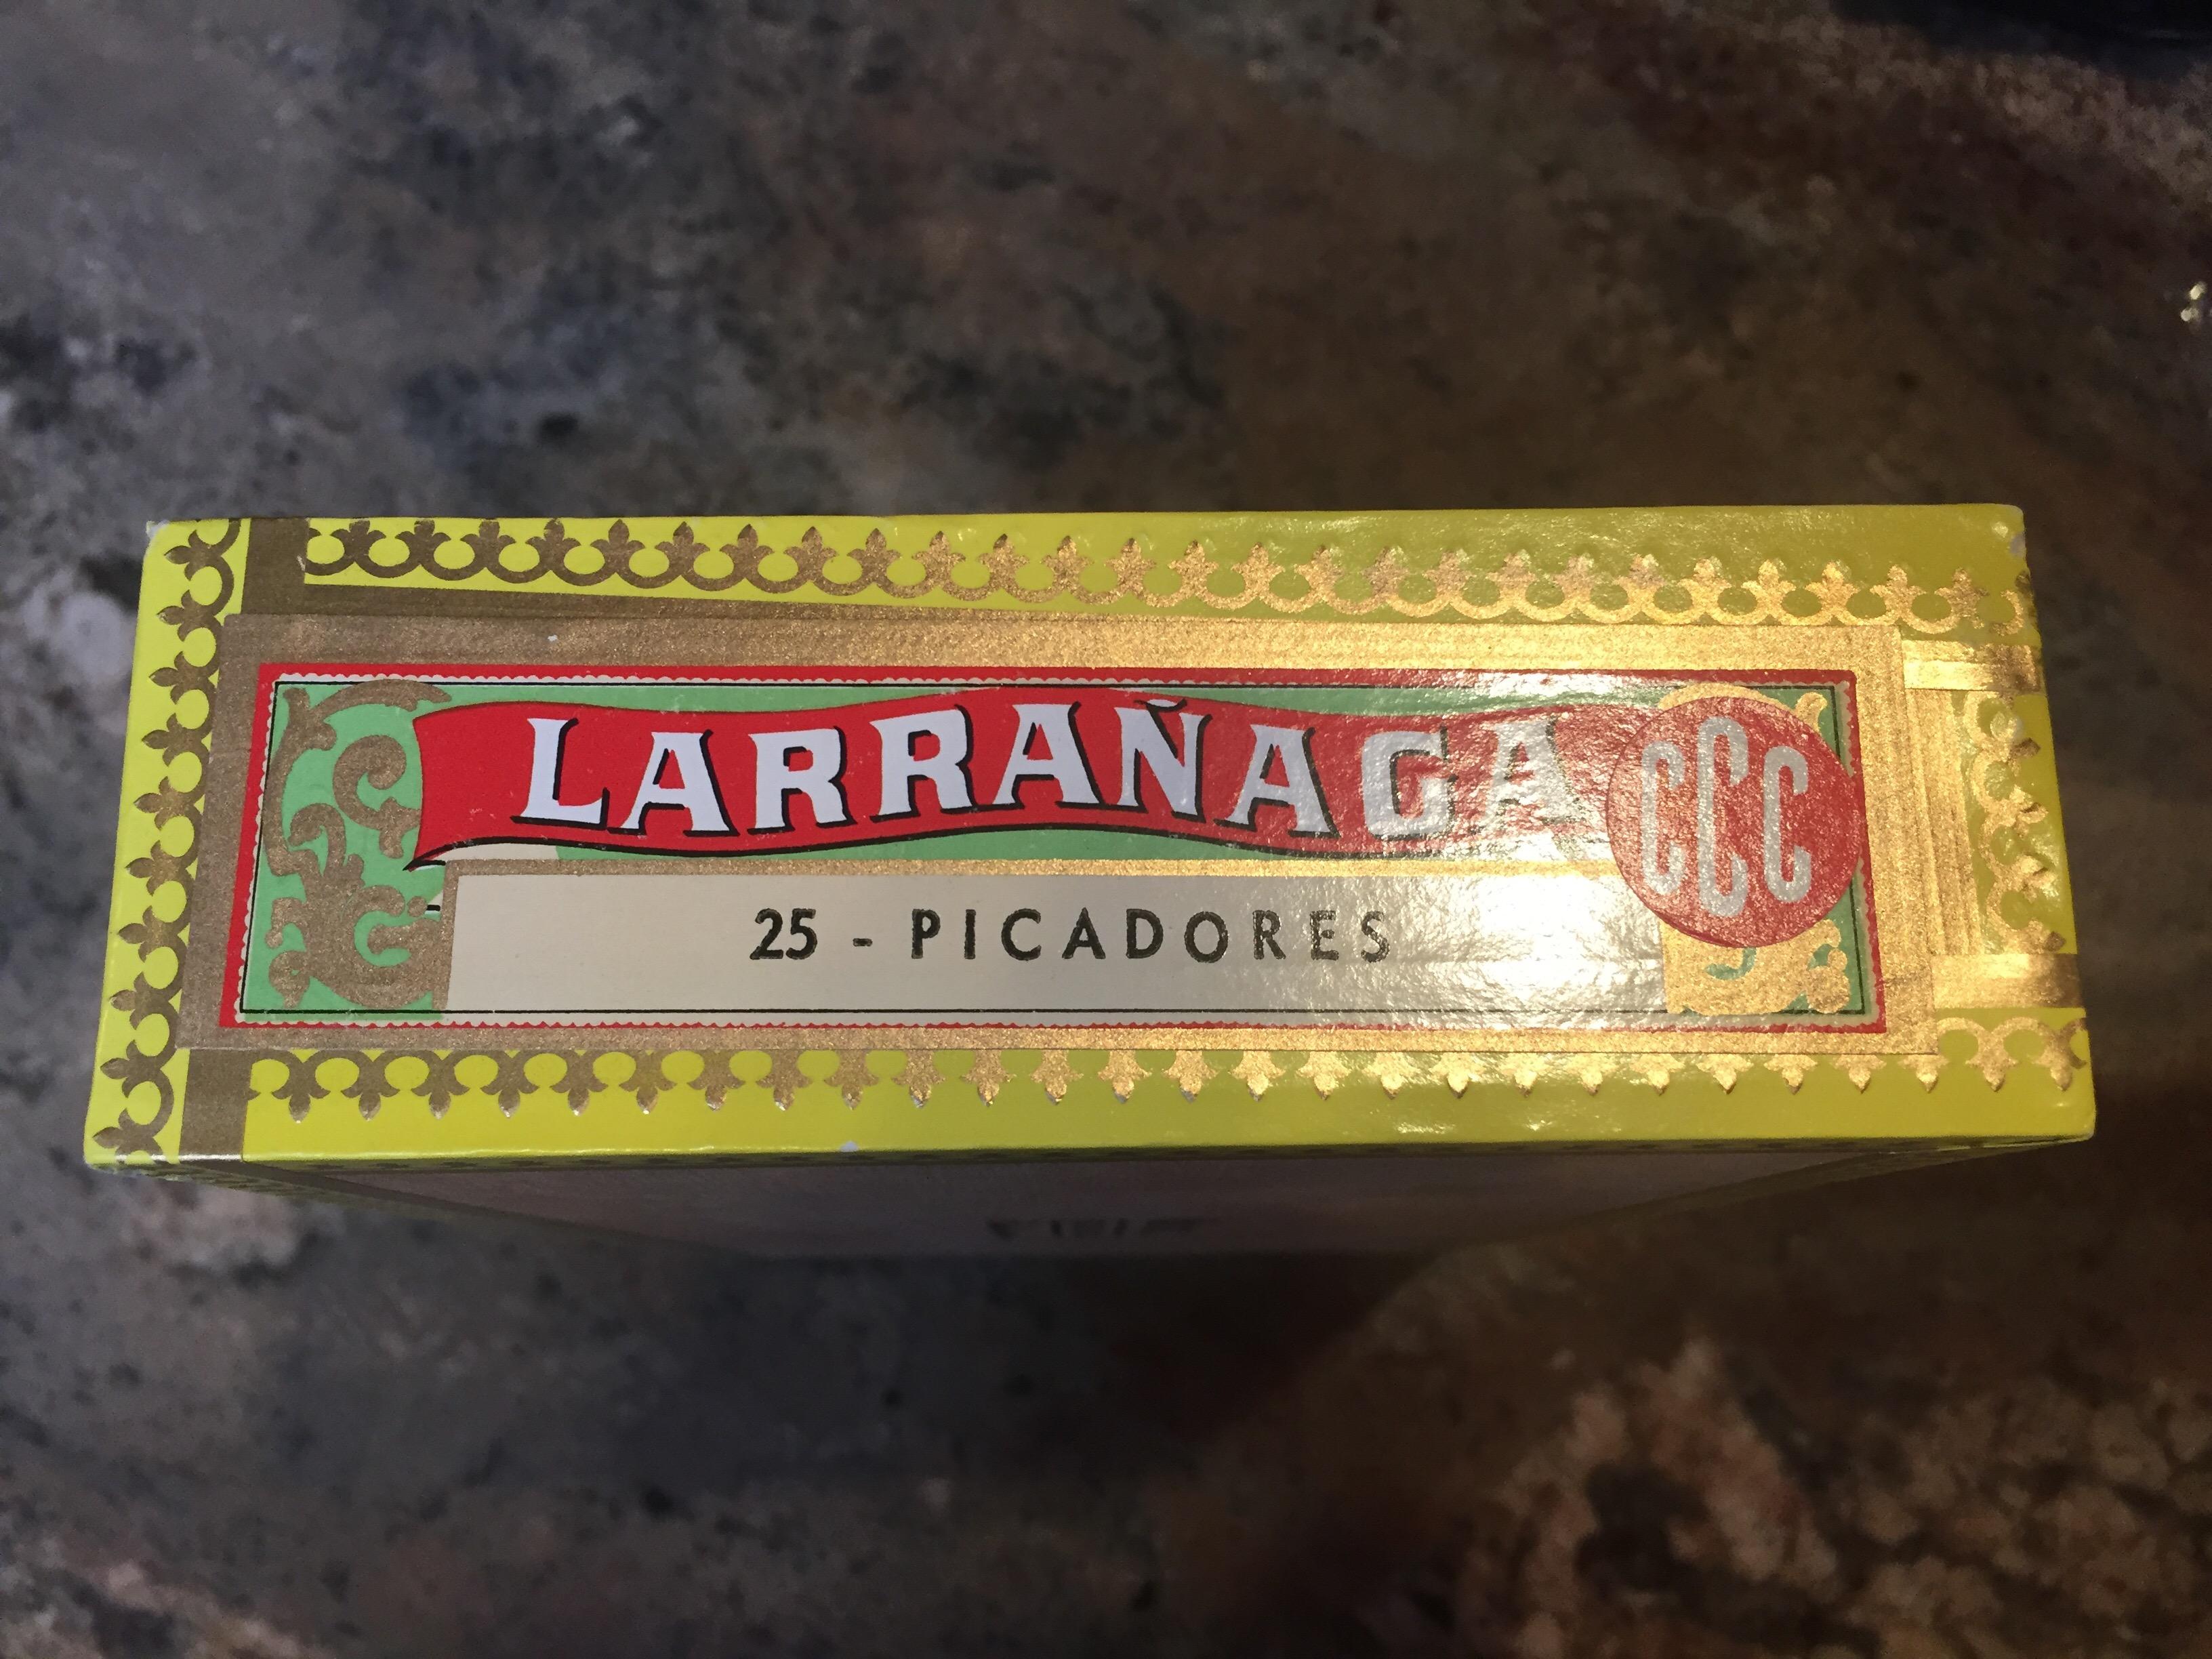 LARRAÑAGA
CCC
25 - PICADORES